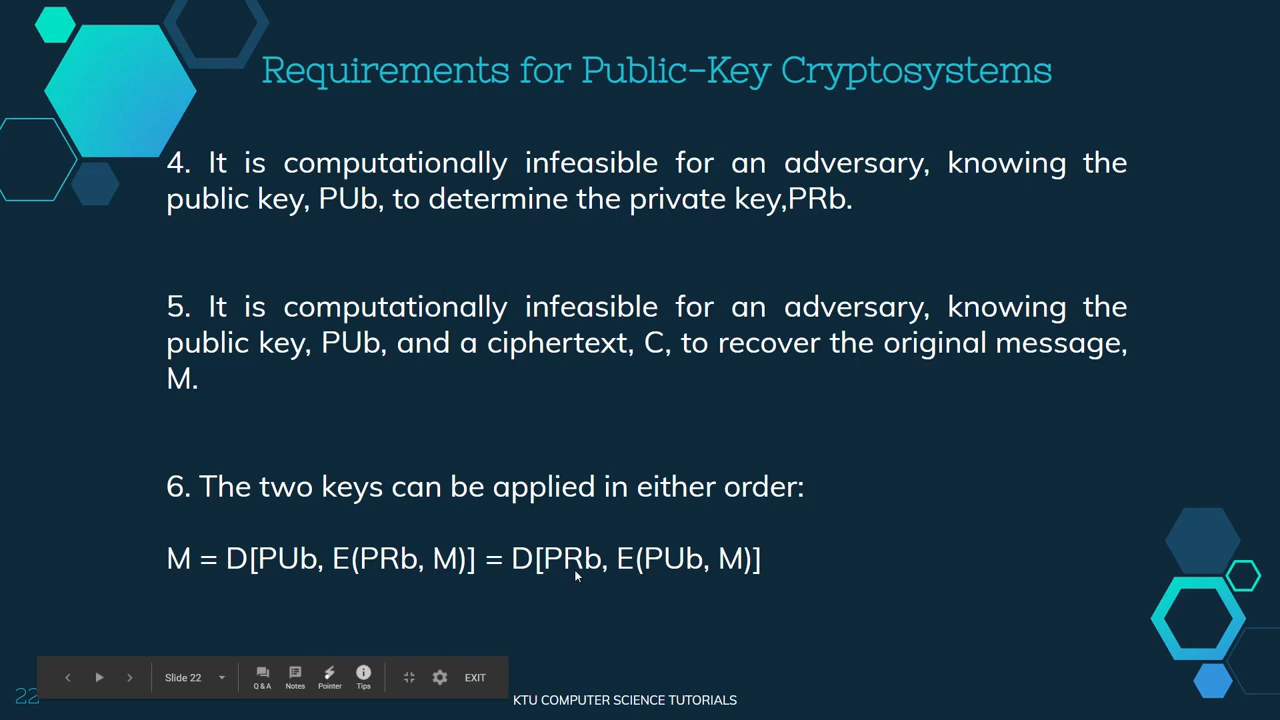 Requirements for Public-Key Cryptosystems
4. It is computationally infeasible for an adversary, knowing the
public key, PUb, to determine the private key,PRb.
5. It is computationally infeasible for an adversary, knowing the
public key, PUb, and a ciphertext, C, to recover the original message,
M.
6. The two keys can be applied in either order:
M = D[PUb, E(PRb, M)] = D[PRb, E(PUb, M)]
Slide 22
Q & A
Notes
Pointer
Tips
EXIT
22
KTU COMPUTER SCIENCE TUTORIALS